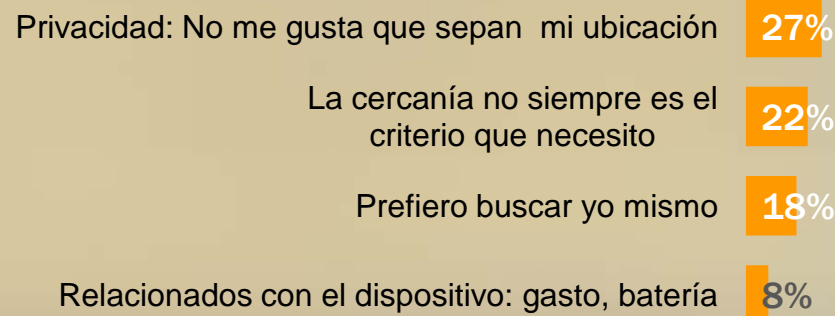 Privacidad: No me gusta que sepan mi ubicación 27%
La cercanía no siempre es el
criterio que necesito 22%
Prefiero buscar yo mismo 18%
Relacionados con el dispositivo: gasto, batería 8%